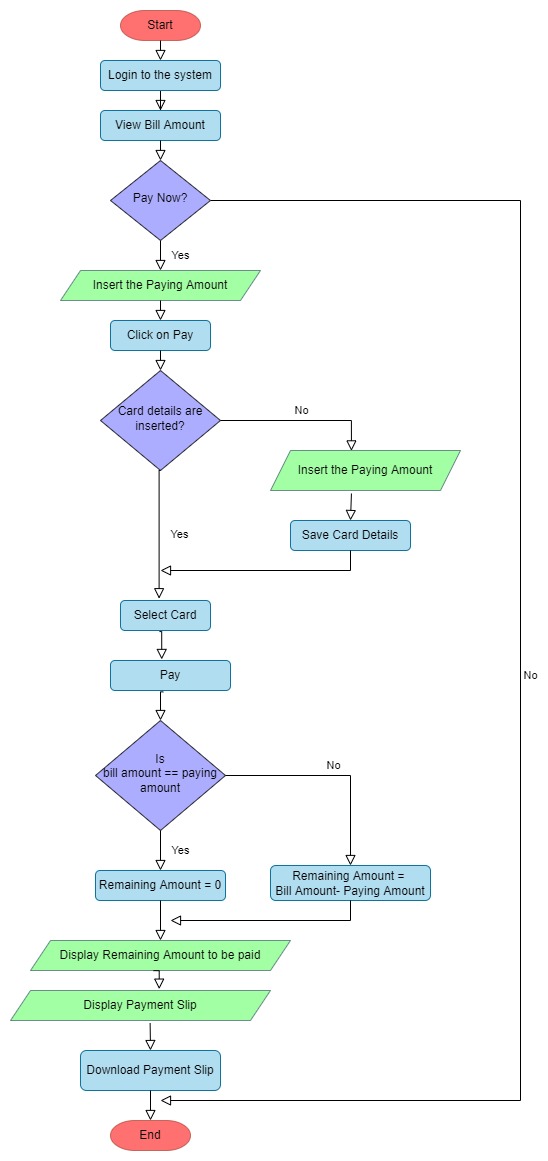 Start
Login to the system
View Bill Amount
Pay Now?
Yes
Insert the Paying Amount
Click on Pay
Card details are
inserted?
No
Insert the Paying Amount
Yes
Save Card Details
Select Card
Pay
No
Is
bill amount == paying
amount
No
Yes
Remaining Amount = 0
Remaining Amount =
Bill Amount- Paying Amount
Display Remaining Amount to be paid
Display Payment Slip
Download Payment Slip
End